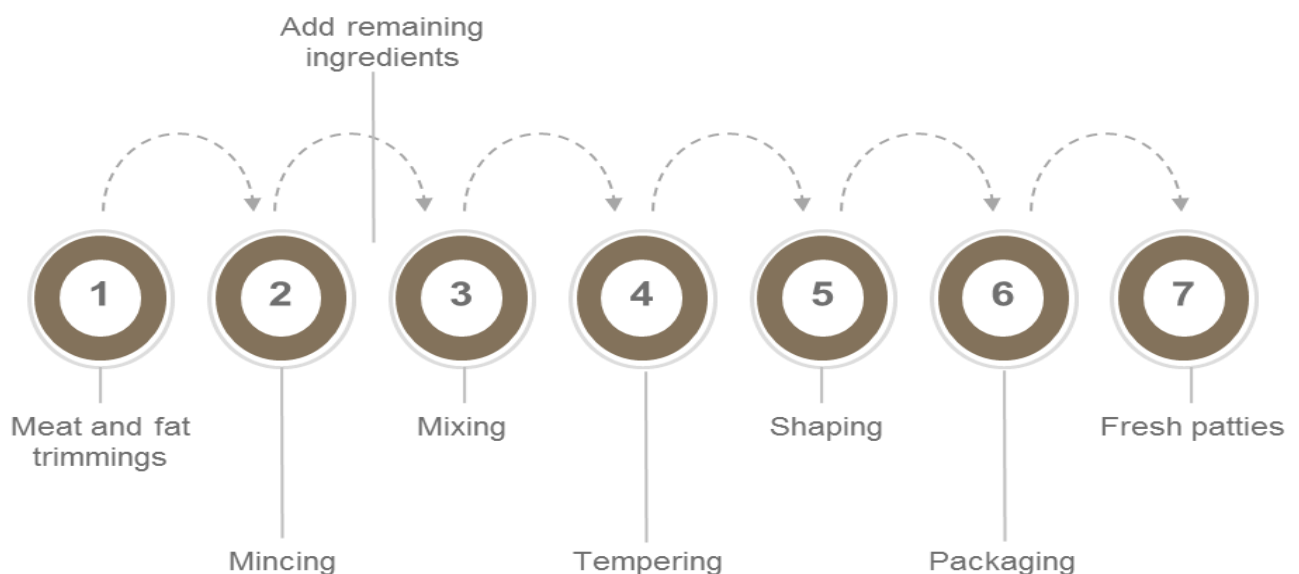 Add remaining
ingredients
1
2
3
4
5
6
7
Meat and fat
trimmings
Mincing
Mixing
Tempering
Shaping
Packaging
Fresh patties